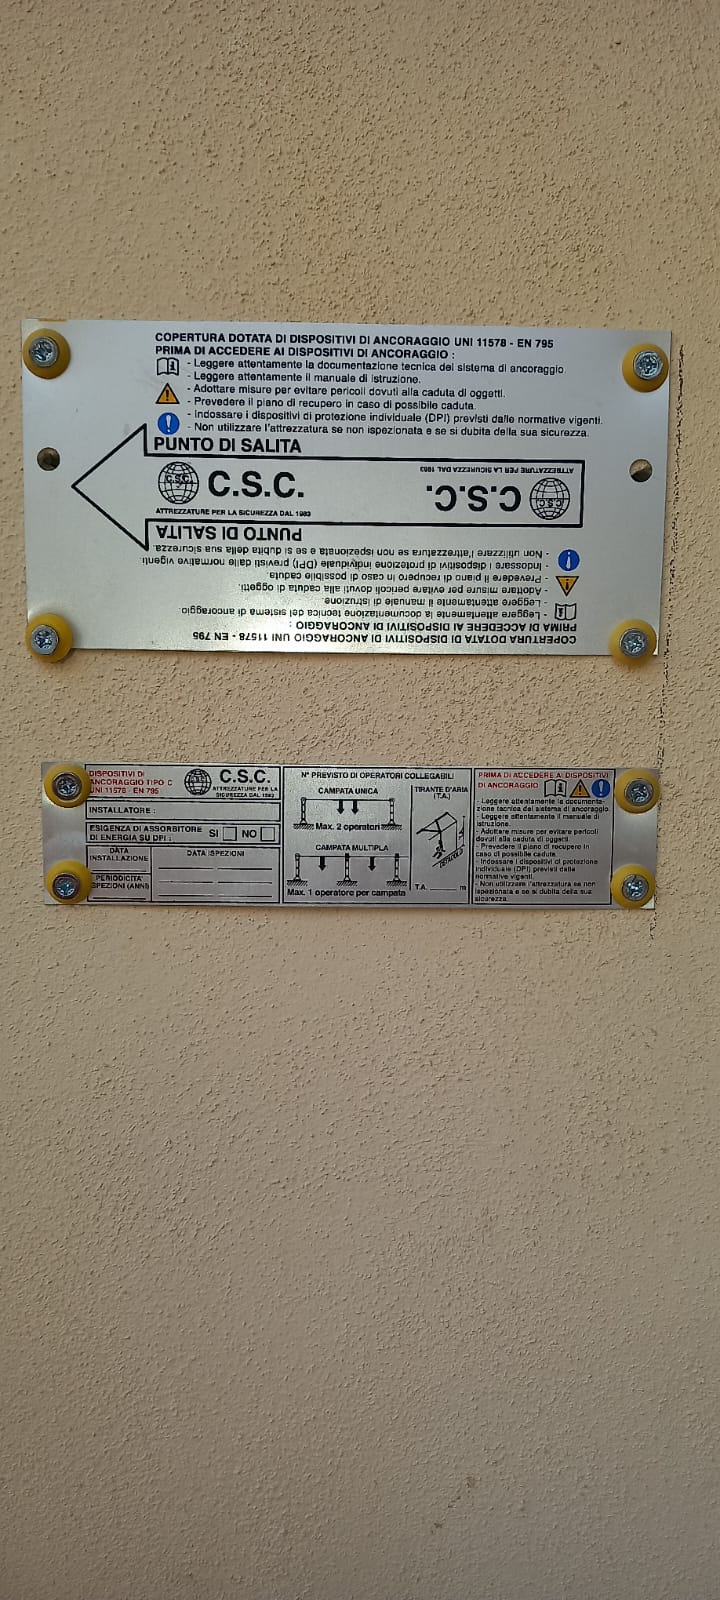 COPERTURA DOTATA DI DISPOSITIVI DI ANCORAGGIO UNI 11578 - EN 795
PRIMA DI ACCEDERE AI DISPOSITIVI DI ANCORAGGIO :
- Leggere attentamente la documentazione tecnica del sistema di ancoraggio.
- Leggere attentamente il manuale di istruzione.
- Adottare misure per evitare pericoli dovuti alla caduta di oggetti.
- Prevedere il piano di recupero in caso di possibile caduta.
- Indossare i dispositivi di protezione individuale (DPI) previsti dalle normative vigenti.
- Non utilizzare l'attrezzatura se non ispezionata e se si dubita della sua sicurezza.
PUNTO DI SALITA
C.S.C.
C.S.C.
ATTREZZATURE PER LA SICUREZZA DAL 1983
COPERTURA DOTATA DI DISPOSITIVI DI ANCORAGGIO UNI 11578 - EN 795
PRIMA DI ACCEDERE AI DISPOSITIVI DI ANCORAGGIO :
- Leggere attentamente la documentazione tecnica del sistema di ancoraggio.
- Leggere attentamente il manuale di istruzione.
- Adottare misure per evitare pericoli dovuti alla caduta di oggetti.
- Prevedere il piano di recupero in caso di possibile caduta.
- Indossare i dispositivi di protezione individuale (DPI) previsti dalle normative vigenti.
- Non utilizzare l'attrezzatura se non ispezionata e se si dubita della sua sicurezza.
PUNTO DI SALITA
C.S.C.
ATTREZZATURE PER LA SICUREZZA DAL 1983
DISPOSITIVI DI
ANCORAGGIO TIPO C
UNI 11578 - EN 795
C.S.C.
ATTREZZATURE PER LA
SICUREZZA DAL 1983
INSTALLATORE :
ESIGENZA DI ASSORBITORE
DI ENERGIA SU DPI :
SI NO
DATA
INSTALLAZIONE
DATA ISPEZIONI
PERIODICITA'
ISPEZIONI (ANNI)
N° PREVISTO DI OPERATORI COLLEGABILI
CAMPATA UNICA
Max. 2 operatori
CAMPATA MULTIPLA
Max. 1 operatore per campata
TIRANTE D'ARIA
(T.A.)
T.A. m
PRIMA DI ACCEDERE AI DISPOSITIVI
DI ANCORAGGIO
- Leggere attentamente la documenta-
zione tecnica del sistema di ancoraggio
- Leggere attentamente il manuale di
istruzione.
- Adottare misure per evitare pericoli
dovuti alla caduta di oggetti.
- Prevedere il piano di recupero in
caso di possibile caduta.
- Indossare i dispositivi di protezione
individuale (DPI) previsti dalle
normative vigenti.
- Non utilizzare l'attrezzatura se non
ispezionata e se si dubita della sua
sicurezza.